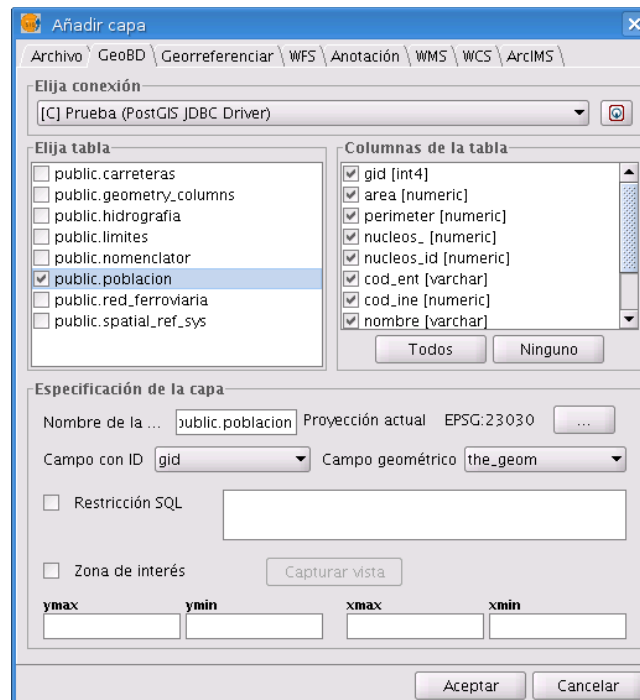 Añadir capa
Archivo GeoBD Georreferenciar WFS Anotación WMS WCS ArcIMS
Elija conexión
[C] Prueba (PostGIS JDBC Driver)
Elija tabla
public.carreteras
public.geometry_columns
public.hidrografia
public.limites
public.nomenclator
public.poblacion
public.red_ferroviaria
public.spatial_ref_sys
Columnas de la tabla
gid [int4]
area [numeric]
perimeter [numeric]
nucleos_ [numeric]
nucleos_id [numeric]
cod_ent [varchar]
cod_ine [numeric]
nombre [varchar]
Todos Ninguno
Especificación de la capa
Nombre de la ... public.poblacion Proyección actual EPSG:23030 ...
Campo con ID gid Campo geométrico the_geom
Restricción SQL
Zona de interés Capturar vista
ymax ymin xmax xmin
Aceptar Cancelar